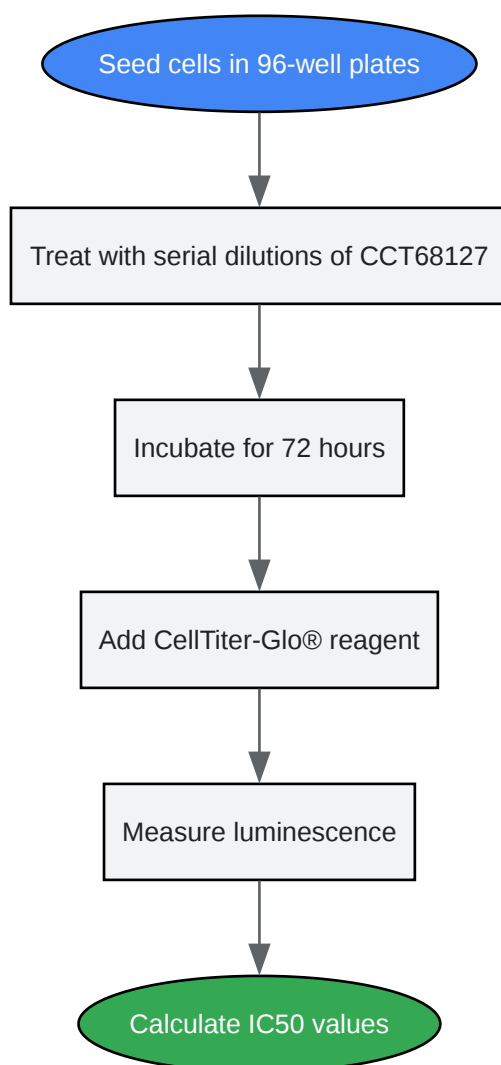 Seed cells in 96-well plates
Treat with serial dilutions of CCT68127
Incubate for 72 hours
Add CellTiter-Glo® reagent
Measure luminescence
Calculate IC50 values